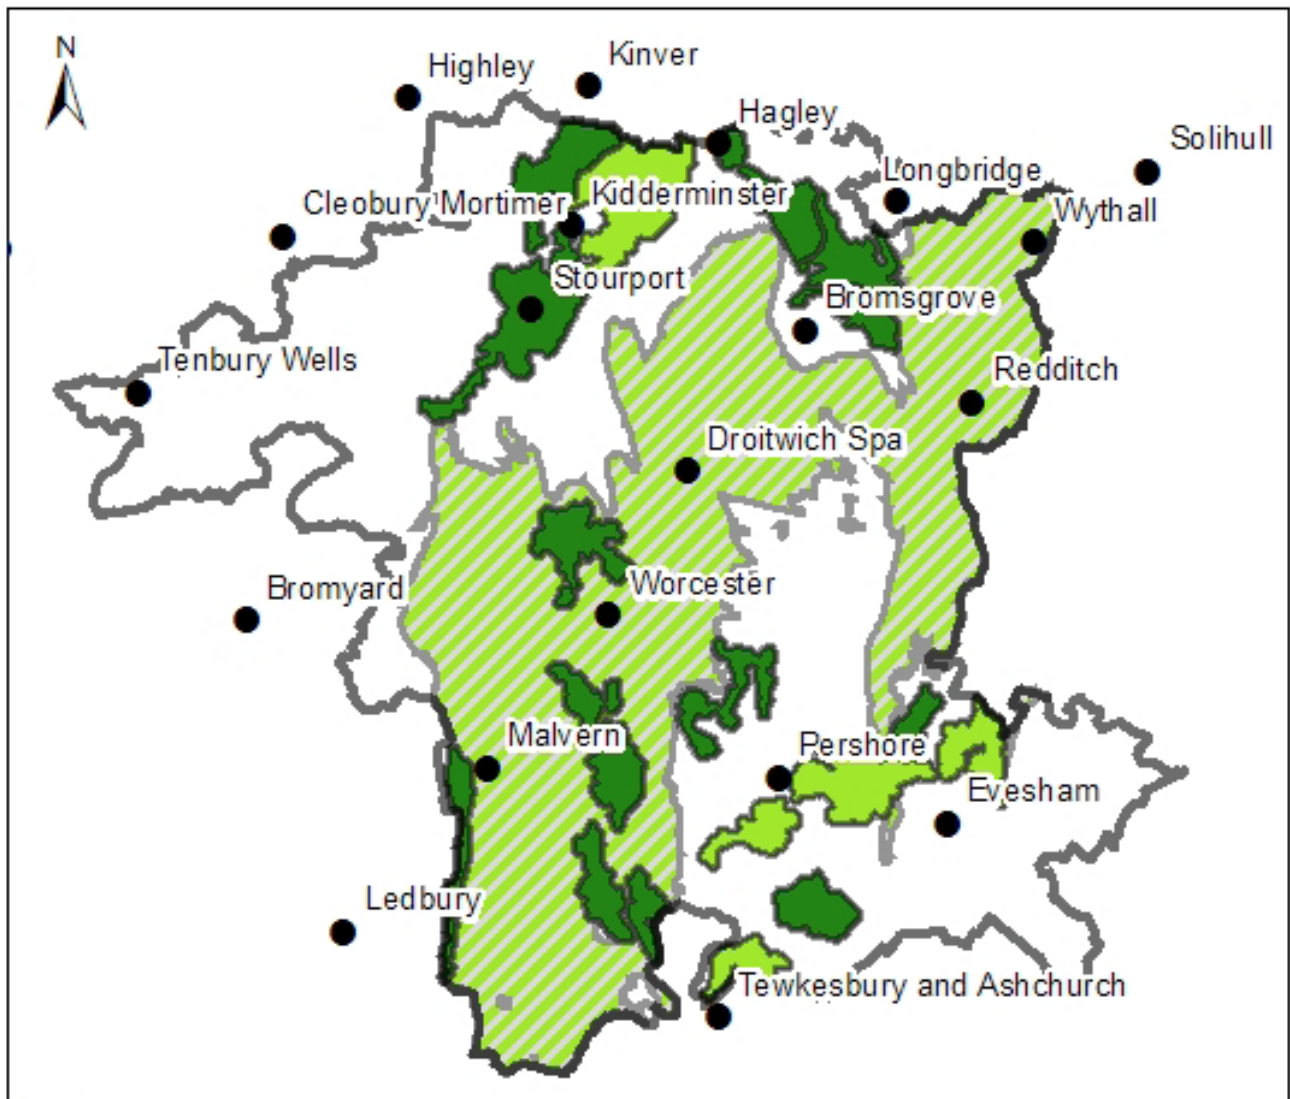 N
Kinver
Highley
Hagley
Solihull
Longbridge
Cleobury Mortimer
Kidderminster
Wythall
Stourport
Bromsgrove
Tenbury Wells
Redditch
Droitwich Spa
Bromyard
Worcester
Malvern
Pershore
Evesham
Ledbury
Tewkesbury and Ashchurch